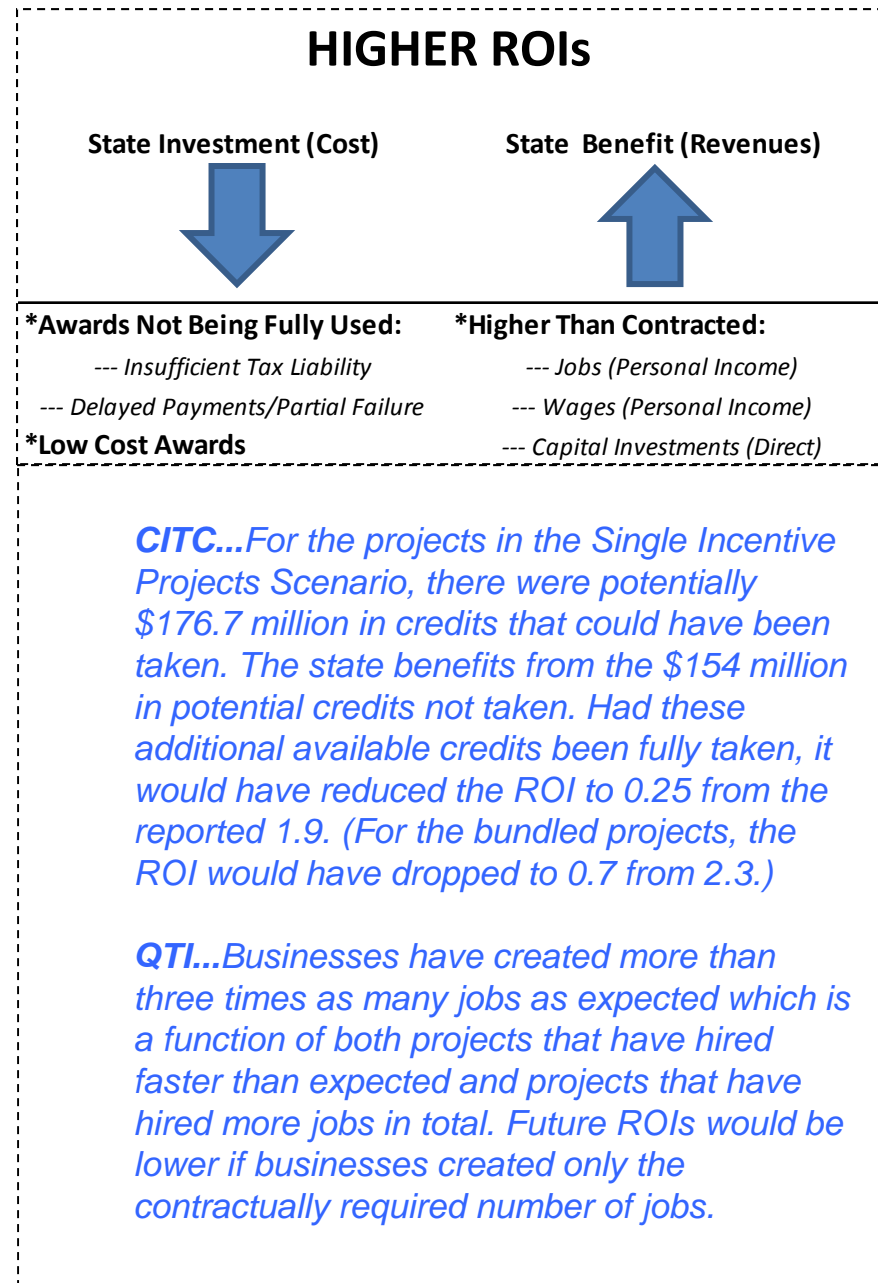 HIGHER ROIs
State Investment (Cost) State Benefit (Revenues)
*Awards Not Being Fully Used: *Higher Than Contracted:
--- Insufficient Tax Liability --- Jobs (Personal Income)
--- Delayed Payments/Partial Failure --- Wages (Personal Income)
*Low Cost Awards --- Capital Investments (Direct)
CITC...For the projects in the Single Incentive
Projects Scenario, there were potentially
$176.7 million in credits that could have been
taken. The state benefits from the $154 million
in potential credits not taken. Had these
additional available credits been fully taken, it
would have reduced the ROI to 0.25 from the
reported 1.9. (For the bundled projects, the
ROI would have dropped to 0.7 from 2.3.)
QTI...Businesses have created more than
three times as many jobs as expected which is
a function of both projects that have hired
faster than expected and projects that have
hired more jobs in total. Future ROIs would be
lower if businesses created only the
contractually required number of jobs.